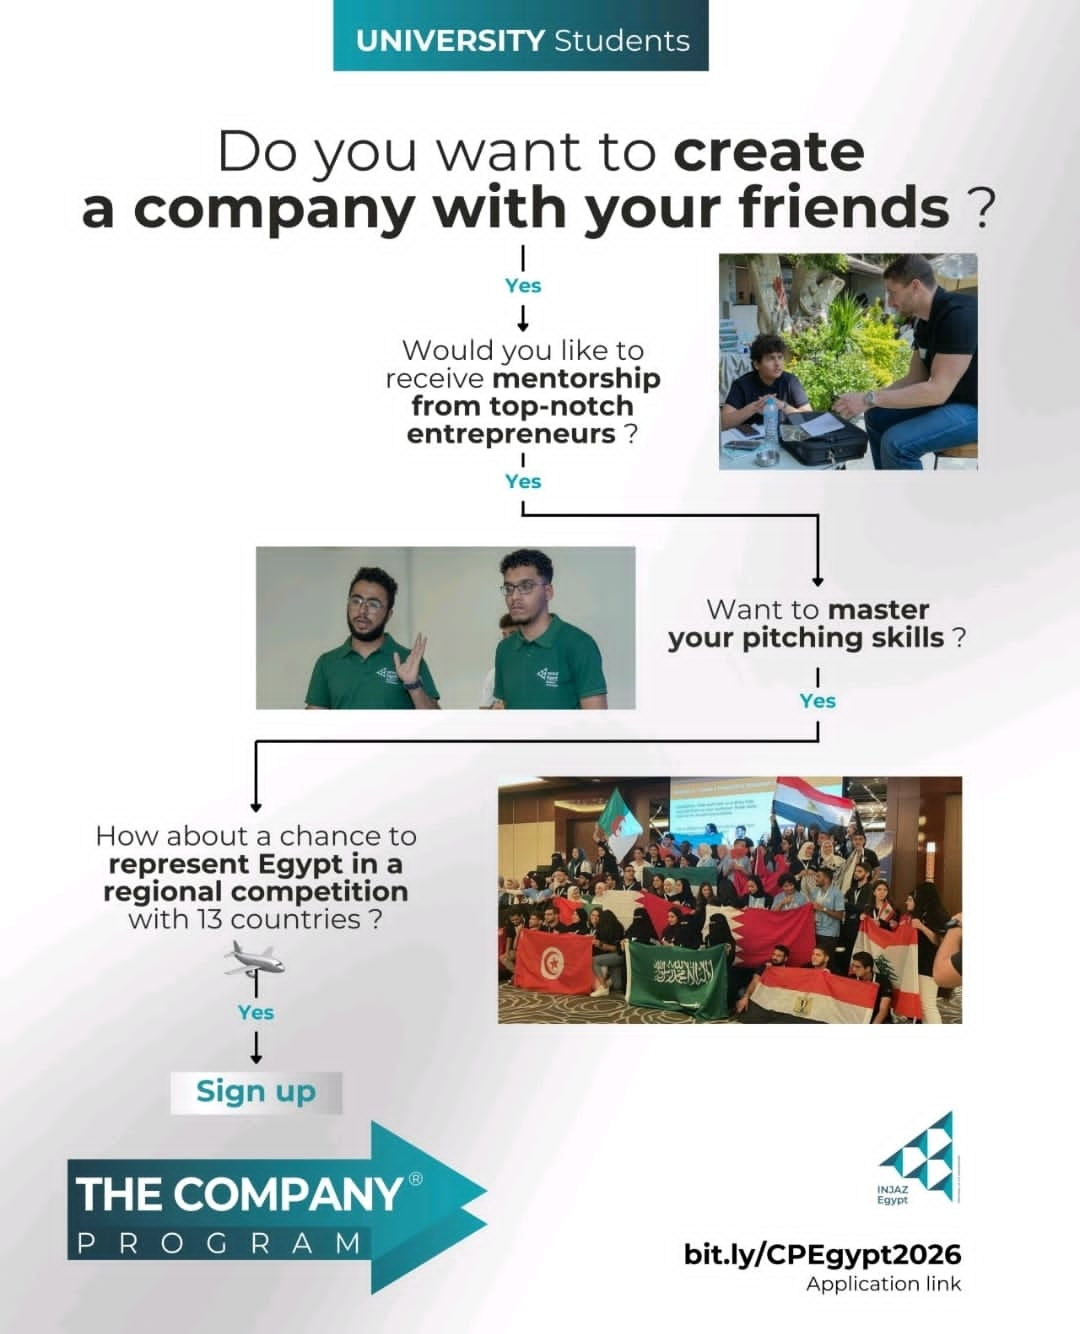 UNIVERSITY Students
Do you want to create
a company with your friends ?
Yes
Would you like to
receive mentorship
from top-notch
entrepreneurs ?
Yes
Want to master
your pitching skills ?
Yes
How about a chance to
represent Egypt in a
regional competition
with 13 countries ?
Yes
Sign up
THE COMPANY®
PROGRAM
INJAZ
Egypt
bit.ly/CPEgypt2026
Application link